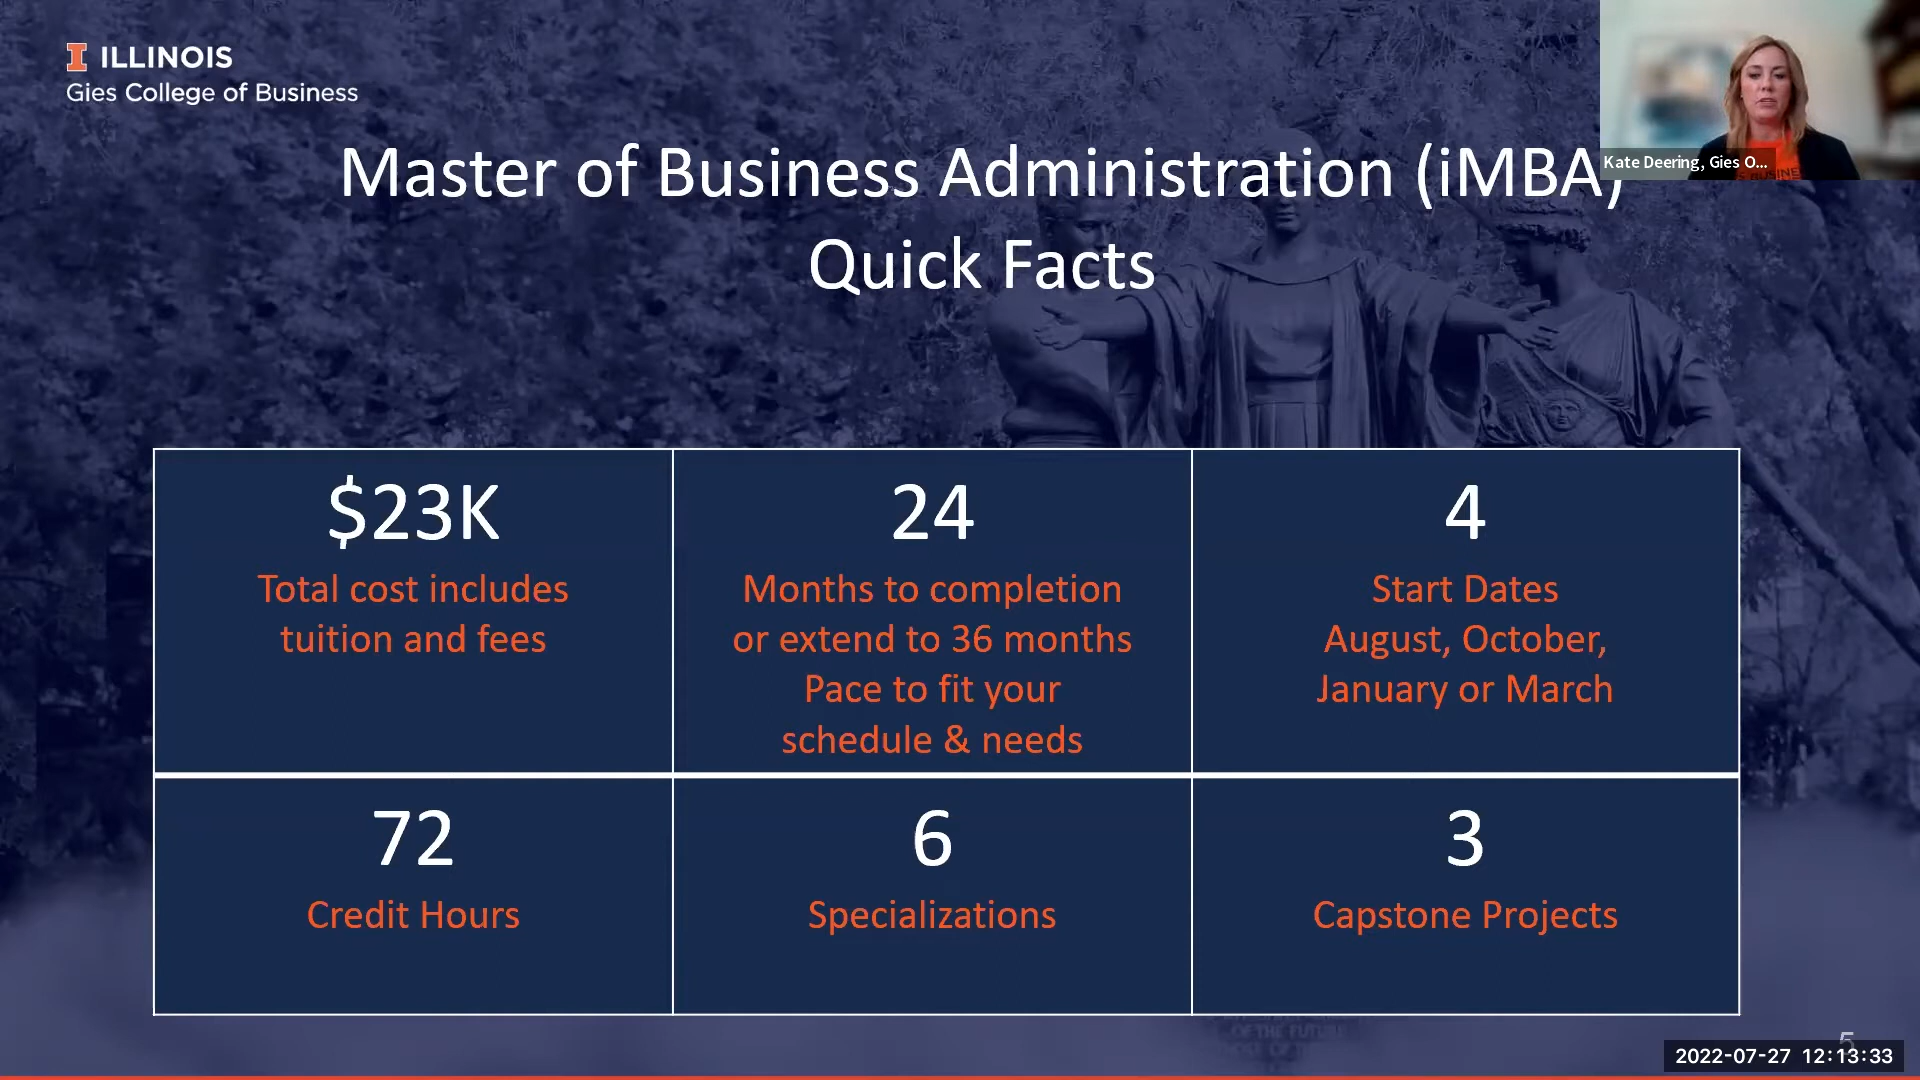 ILLINOIS
Gies College of Business
Kate Deering, Gies O...
Master of Business Administration (iMBA)
Quick Facts
$23K
Total cost includes
tuition and fees
24
Months to completion
or extend to 36 months
Pace to fit your
schedule & needs
4
Start Dates
August, October,
January or March
72
Credit Hours
6
Specializations
3
Capstone Projects
OF THE FUTURE
5
2022-07-27 12:13:33